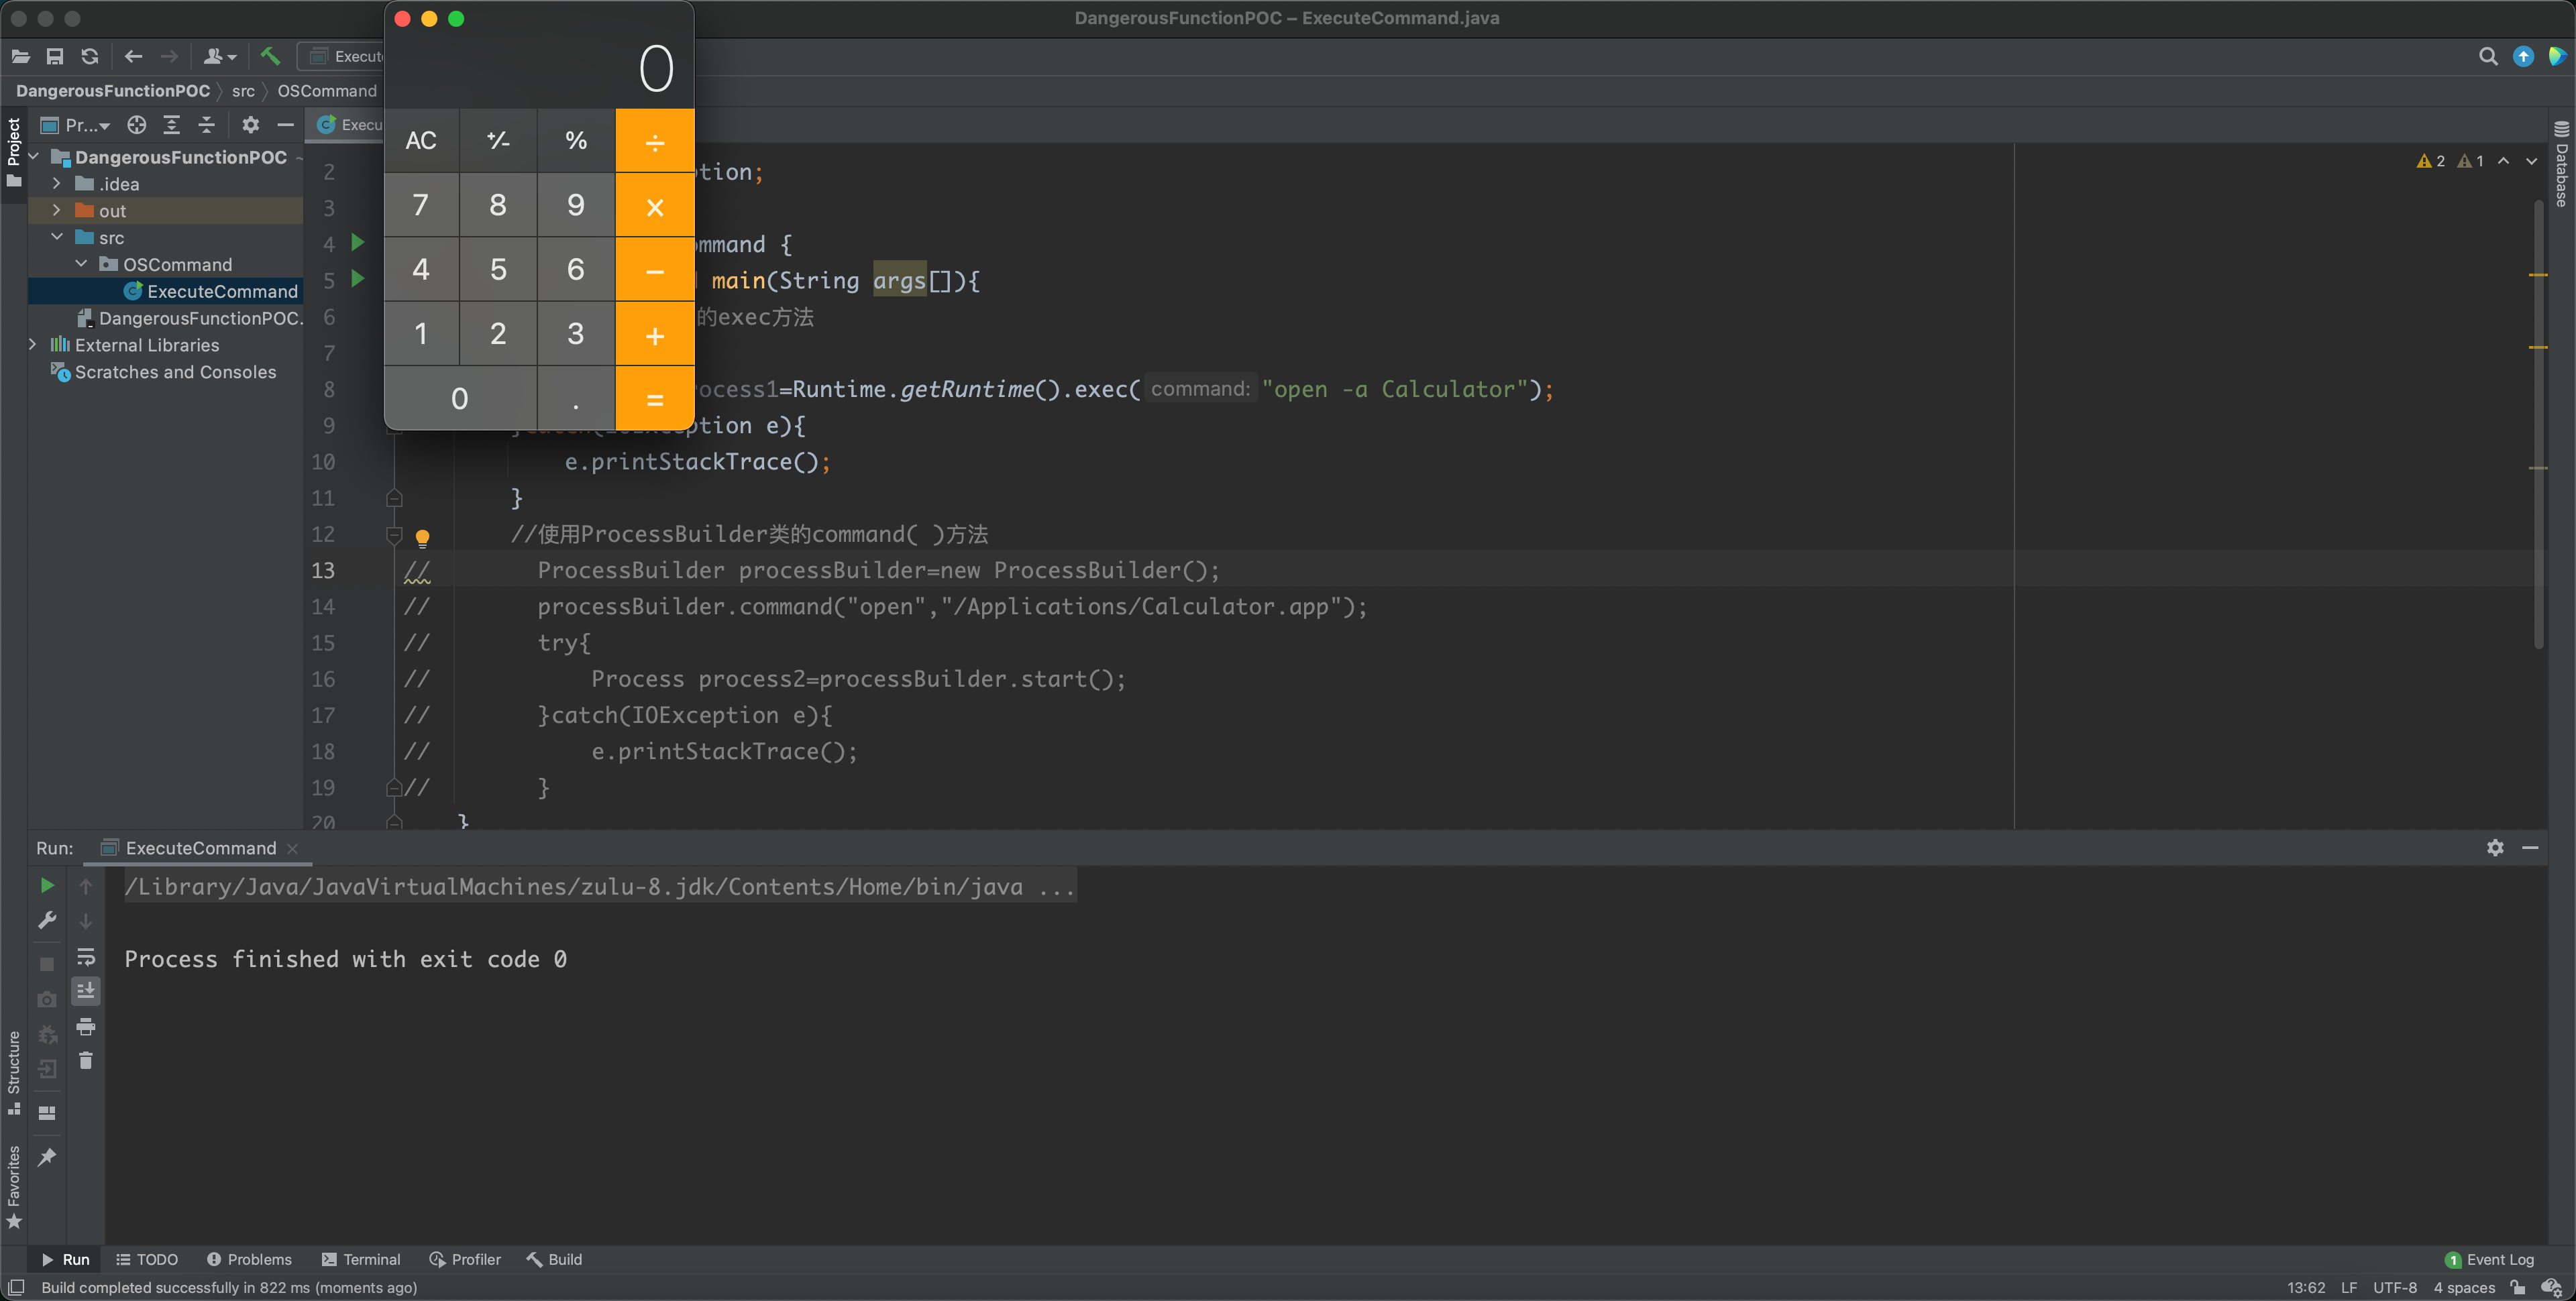 DangerousFunctionPOC – ExecuteCommand.java
DangerousFunctionPOC
src
OSCommand
Project
Pr...
DangerousFunctionPOC ~
.idea
out
src
OSCommand
ExecuteCommand
DangerousFunctionPOC.
External Libraries
Scratches and Consoles
0
AC +⁄- % ÷
7 8 9 ×
4 5 6 −
1 2 3 +
0 . =
2
1
Database
2 tion;
3
4 mmand {
5 main(String args[]){
6 的exec方法
7
8 ocess1=Runtime.getRuntime().exec( command: "open -a Calculator");
9 }catch(IOException e){
10 e.printStackTrace();
11 }
12 //使用ProcessBuilder类的command( )方法
13 // ProcessBuilder processBuilder=new ProcessBuilder();
14 // processBuilder.command("open","/Applications/Calculator.app");
15 // try{
16 // Process process2=processBuilder.start();
17 // }catch(IOException e){
18 // e.printStackTrace();
19 // }
20 }
Run: ExecuteCommand
/Library/Java/JavaVirtualMachines/zulu-8.jdk/Contents/Home/bin/java ...
Process finished with exit code 0
Structure
Favorites
Run TODO Problems Terminal Profiler Build 1 Event Log
Build completed successfully in 822 ms (moments ago) 13:62 LF UTF-8 4 spaces